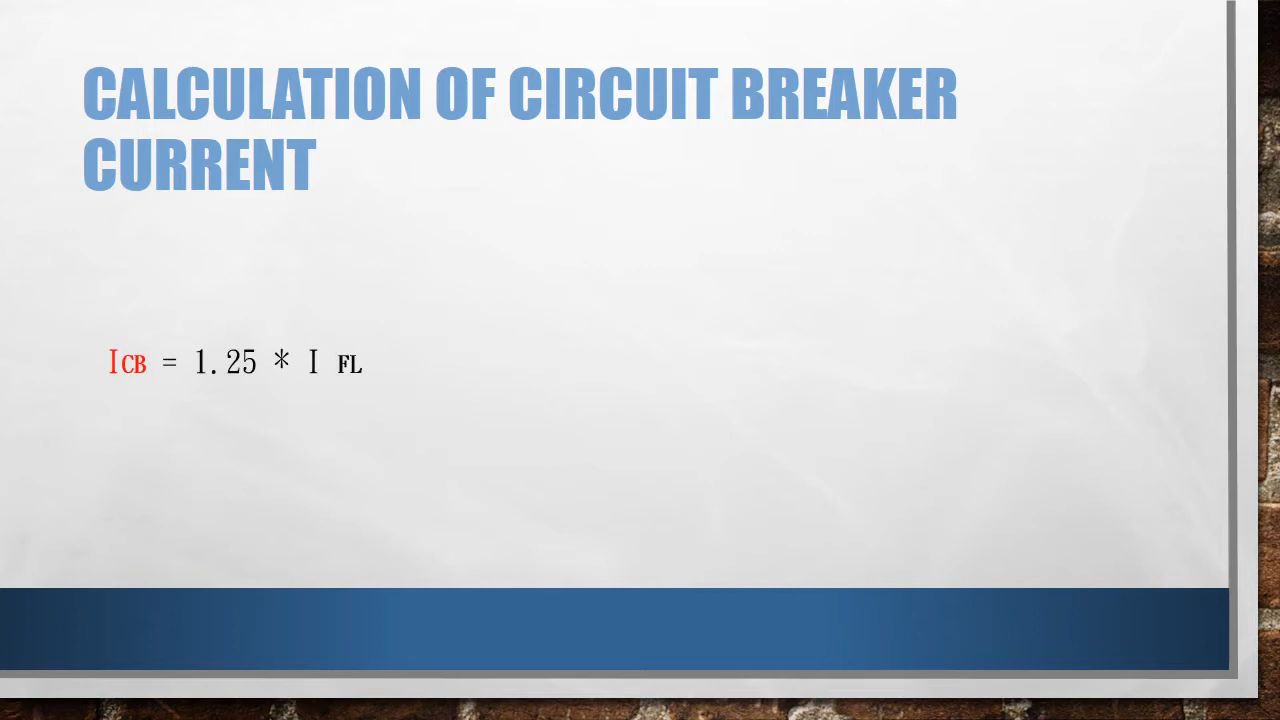 CALCULATION OF CIRCUIT BREAKER
CURRENT
ICB = 1.25 * I FL